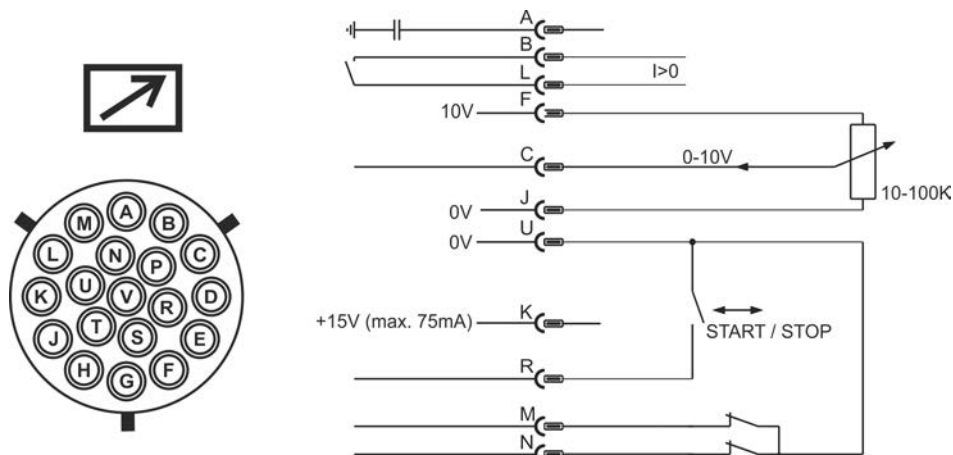 A
M
B
N
L
P
C
U
V
K
D
R
T
S
J
E
H
F
G
A
B
I>0
L
10V
F
C
0-10V
10-100K
0V
J
0V
U
+15V (max. 75mA)
K
START / STOP
R
M
N